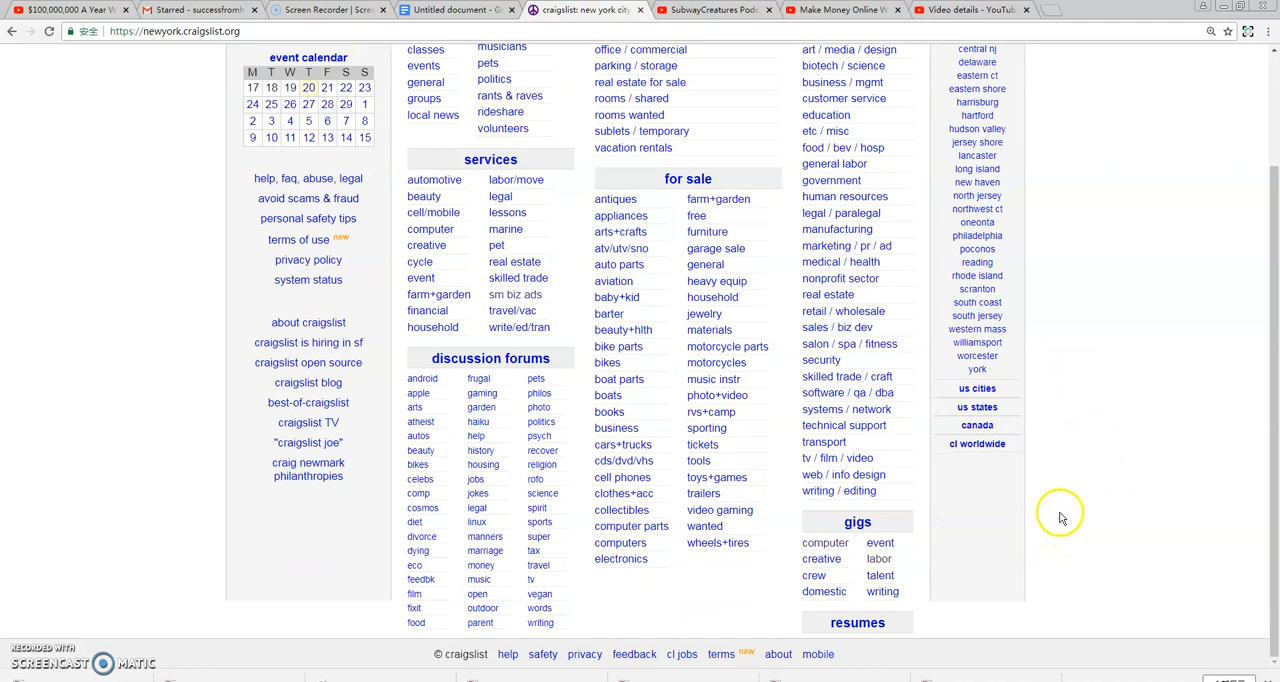 $100,000,000 A Year W
Starred - successfromh
Screen Recorder | Scre
Untitled document - G
craigslist: new york city
SubwayCreatures Pod
Make Money Online W
Video details - YouTub
安全 https://newyork.craigslist.org
event calendar
M T W T F S S
17 18 19 20 21 22 23
24 25 26 27 28 29 1
2 3 4 5 6 7 8
9 10 11 12 13 14 15
help, faq, abuse, legal
avoid scams & fraud
personal safety tips
terms of use new
privacy policy
system status
about craigslist
craigslist is hiring in sf
craigslist open source
craigslist blog
best-of-craigslist
craigslist TV
"craigslist joe"
craig newmark
philanthropies
classes
events
general
groups
local news
musicians
pets
politics
rants & raves
rideshare
volunteers
services
automotive
beauty
cell/mobile
computer
creative
cycle
event
farm+garden
financial
household
labor/move
legal
lessons
marine
pet
real estate
skilled trade
sm biz ads
travel/vac
write/ed/tran
discussion forums
android
apple
arts
atheist
autos
beauty
bikes
celebs
comp
cosmos
diet
divorce
dying
eco
feedbk
film
fixit
food
frugal
gaming
garden
haiku
help
history
housing
jobs
jokes
legal
linux
manners
marriage
money
music
open
outdoor
parent
pets
philos
photo
politics
psych
recover
religion
rofo
science
spirit
sports
super
tax
travel
tv
vegan
words
writing
office / commercial
parking / storage
real estate for sale
rooms / shared
rooms wanted
sublets / temporary
vacation rentals
for sale
antiques
appliances
arts+crafts
atv/utv/sno
auto parts
aviation
baby+kid
barter
beauty+hlth
bike parts
bikes
boat parts
boats
books
business
cars+trucks
cds/dvd/vhs
cell phones
clothes+acc
collectibles
computer parts
computers
electronics
farm+garden
free
furniture
garage sale
general
heavy equip
household
jewelry
materials
motorcycle parts
motorcycles
music instr
photo+video
rvs+camp
sporting
tickets
tools
toys+games
trailers
video gaming
wanted
wheels+tires
art / media / design
biotech / science
business / mgmt
customer service
education
etc / misc
food / bev / hosp
general labor
government
human resources
legal / paralegal
manufacturing
marketing / pr / ad
medical / health
nonprofit sector
real estate
retail / wholesale
sales / biz dev
salon / spa / fitness
security
skilled trade / craft
software / qa / dba
systems / network
technical support
transport
tv / film / video
web / info design
writing / editing
gigs
computer
creative
crew
domestic
event
labor
talent
writing
resumes
central nj
delaware
eastern ct
eastern shore
harrisburg
hartford
hudson valley
jersey shore
lancaster
long island
new haven
north jersey
northwest ct
oneonta
philadelphia
poconos
reading
rhode island
scranton
south coast
south jersey
western mass
williamsport
worcester
york
us cities
us states
canada
cl worldwide
© craigslist help safety privacy feedback cl jobs terms new about mobile
RECORDED WITH
SCREENCAST MATIC